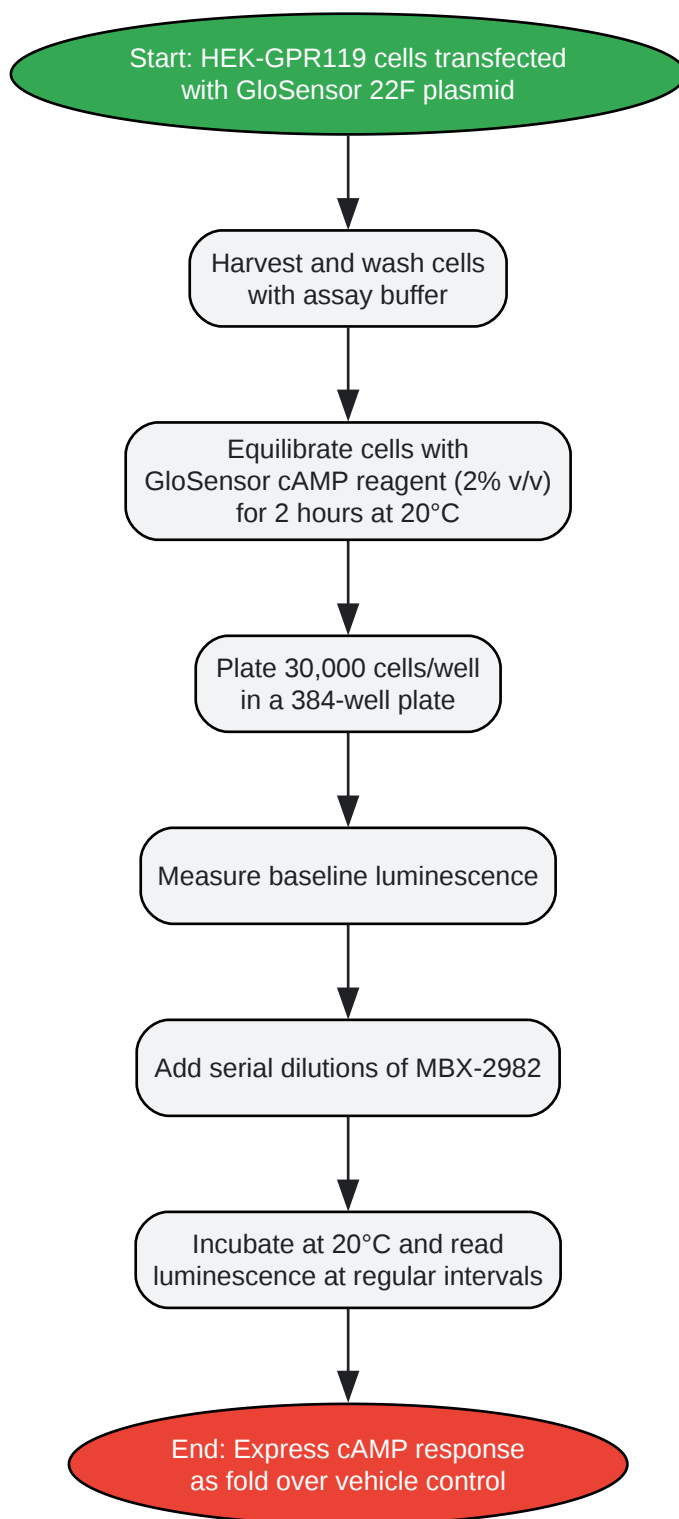 Start: HEK-GPR119 cells transfected
with GloSensor 22F plasmid
Harvest and wash cells
with assay buffer
Equilibrate cells with
GloSensor cAMP reagent (2% v/v)
for 2 hours at 20°C
Plate 30,000 cells/well
in a 384-well plate
Measure baseline luminescence
Add serial dilutions of MBX-2982
Incubate at 20°C and read
luminescence at regular intervals
End: Express cAMP response
as fold over vehicle control